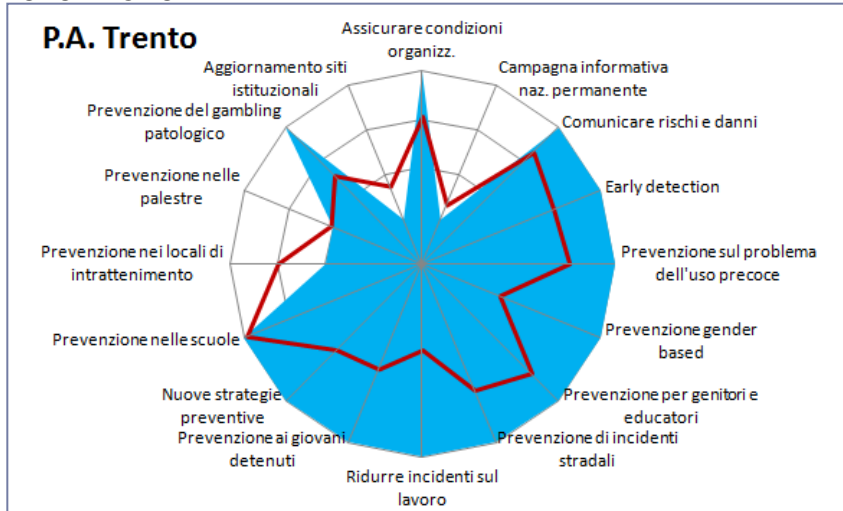 P.A. Trento
Assicurare condizioni
organizz.
Campagna informativa
naz. permanente
Comunicare rischi e danni
Early detection
Prevenzione sul problema
dell'uso precoce
Prevenzione gender
based
Prevenzione per genitori e
educatori
Prevenzione di incidenti
stradali
Ridurre incidenti sul
lavoro
Prevenzione ai giovani
detenuti
Nuove strategie
preventive
Prevenzione nelle scuole
Prevenzione nei locali di
intrattenimento
Prevenzione nelle
palestre
Prevenzione del gambling
patologico
Aggiornamento siti
istituzionali